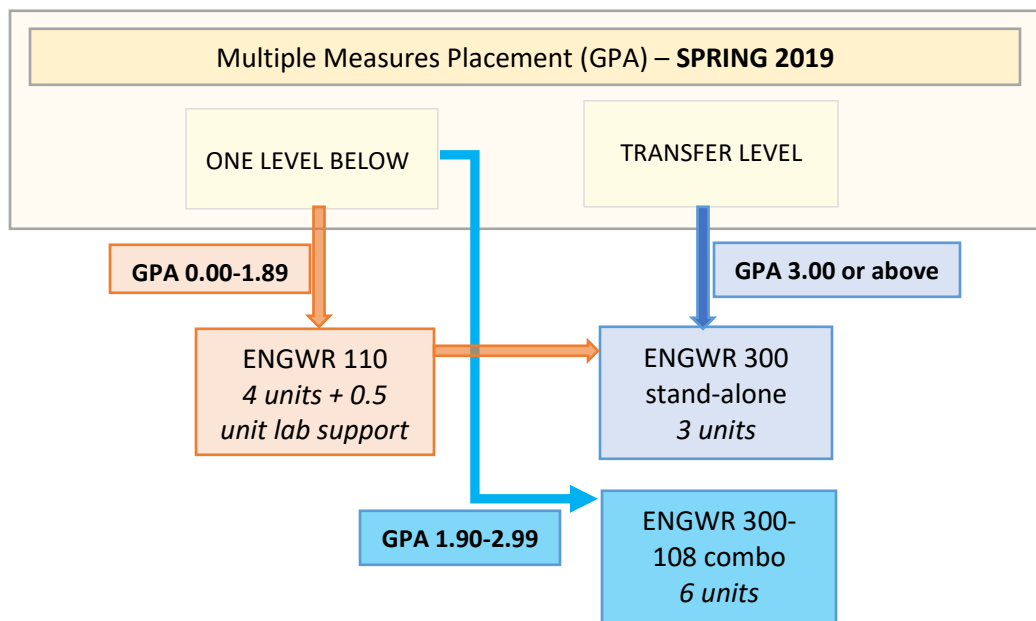 Multiple Measures Placement (GPA) – SPRING 2019
ONE LEVEL BELOW
TRANSFER LEVEL
GPA 0.00-1.89
GPA 3.00 or above
ENGWR 110
4 units + 0.5
unit lab support
ENGWR 300
stand-alone
3 units
GPA 1.90-2.99
ENGWR 300-
108 combo
6 units